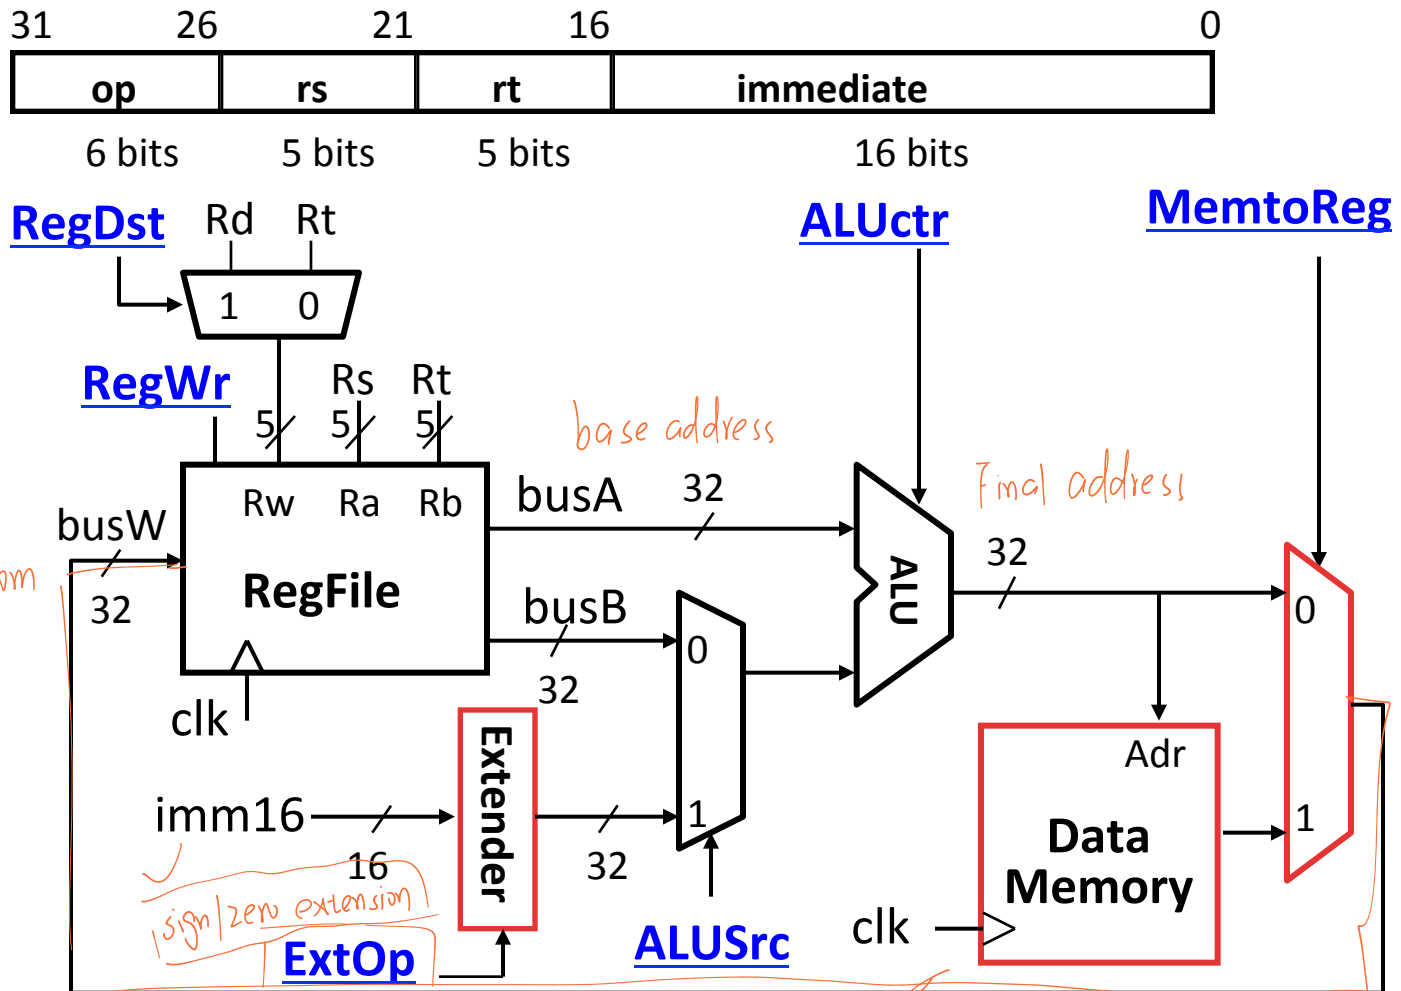 31 26 21 16 0
op rs rt immediate
6 bits 5 bits 5 bits 16 bits
RegDst Rd Rt ALUctr MemtoReg
1 0
RegWr Rs Rt
5 5 5
base address
Rw Ra Rb busA 32 Final address
busW 32
ALU
32 RegFile busB 0
0
32
clk
Extender
Adr
imm16 1 1
16 32
Data
Memory
sign/zero extension
clk
ExtOp ALUSrc